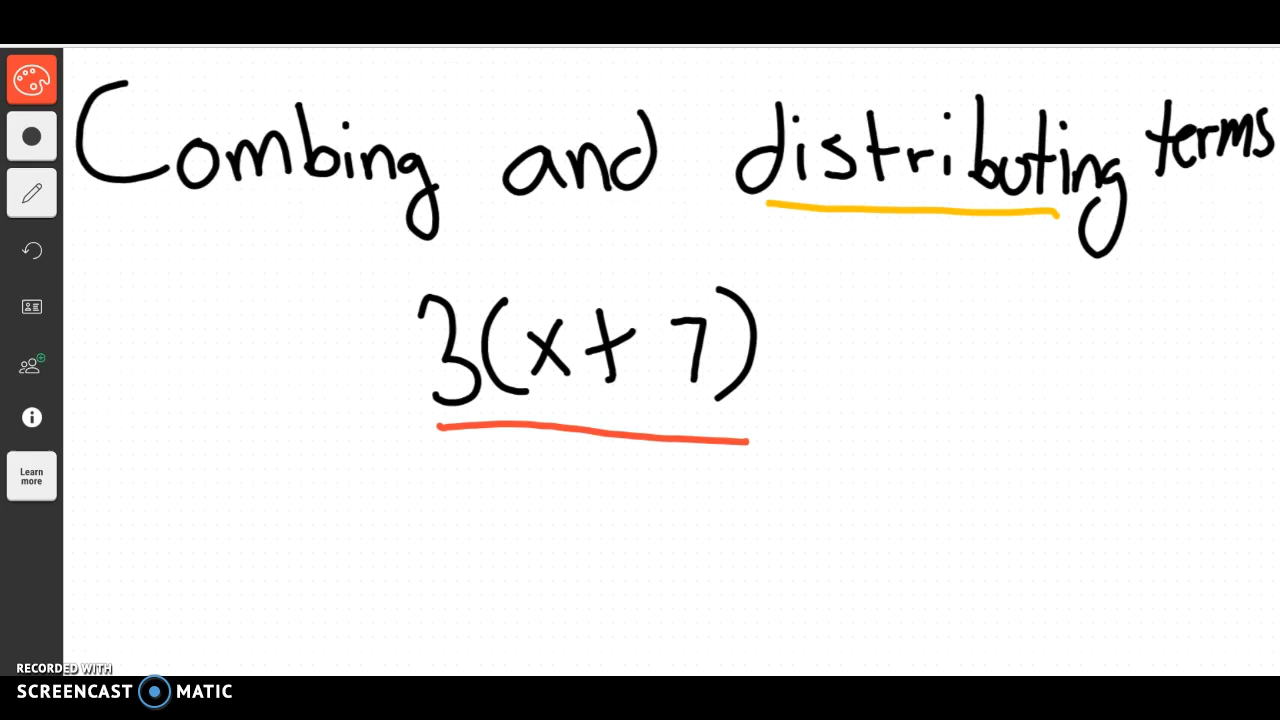 Combing and distributing terms
3(x+7)
Learn
more
RECORDED WITH
SCREENCAST MATIC